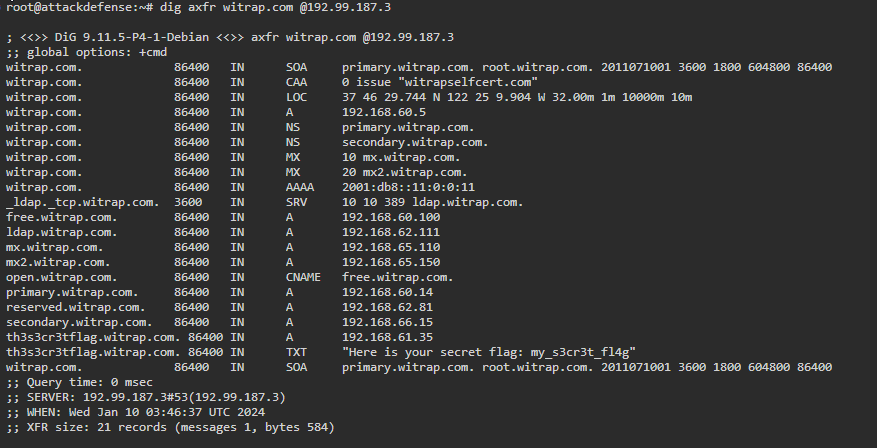 root@attackdefense:~# dig axfr witrap.com @192.99.187.3
; <<>> DiG 9.11.5-P4-1-Debian <<>> axfr witrap.com @192.99.187.3
;; global options: +cmd
witrap.com. 86400 IN SOA primary.witrap.com. root.witrap.com. 2011071001 3600 1800 604800 86400
witrap.com. 86400 IN CAA 0 issue "witrapselfcert.com"
witrap.com. 86400 IN LOC 37 46 29.744 N 122 25 9.904 W 32.00m 1m 10000m 10m
witrap.com. 86400 IN A 192.168.60.5
witrap.com. 86400 IN NS primary.witrap.com.
witrap.com. 86400 IN NS secondary.witrap.com.
witrap.com. 86400 IN MX 10 mx.witrap.com.
witrap.com. 86400 IN MX 20 mx2.witrap.com.
witrap.com. 86400 IN AAAA 2001:db8::11:0:0:11
_ldap._tcp.witrap.com. 3600 IN SRV 10 10 389 ldap.witrap.com.
free.witrap.com. 86400 IN A 192.168.60.100
ldap.witrap.com. 86400 IN A 192.168.62.111
mx.witrap.com. 86400 IN A 192.168.65.110
mx2.witrap.com. 86400 IN A 192.168.65.150
open.witrap.com. 86400 IN CNAME free.witrap.com.
primary.witrap.com. 86400 IN A 192.168.60.14
reserved.witrap.com. 86400 IN A 192.168.62.81
secondary.witrap.com. 86400 IN A 192.168.66.15
th3s3cr3tflag.witrap.com. 86400 IN A 192.168.61.35
th3s3cr3tflag.witrap.com. 86400 IN TXT "Here is your secret flag: my_s3cr3t_fl4g"
witrap.com. 86400 IN SOA primary.witrap.com. root.witrap.com. 2011071001 3600 1800 604800 86400
;; Query time: 0 msec
;; SERVER: 192.99.187.3#53(192.99.187.3)
;; WHEN: Wed Jan 10 03:46:37 UTC 2024
;; XFR size: 21 records (messages 1, bytes 584)